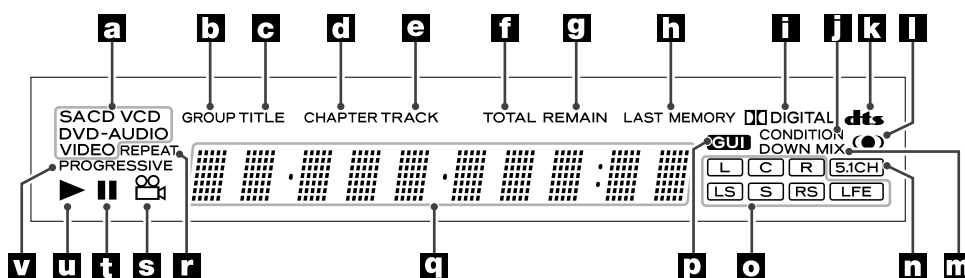 a b c d e f g h i j k l
SACD VCD GROUP TITLE CHAPTER TRACK TOTAL REMAIN LAST MEMORY DIGITAL dts
DVD-AUDIO GUI CONDITION
VIDEO REPEAT DOWN MIX
PROGRESSIVE
L C R 5.1CH
LS S RS LFE
v u t s r q p o n m